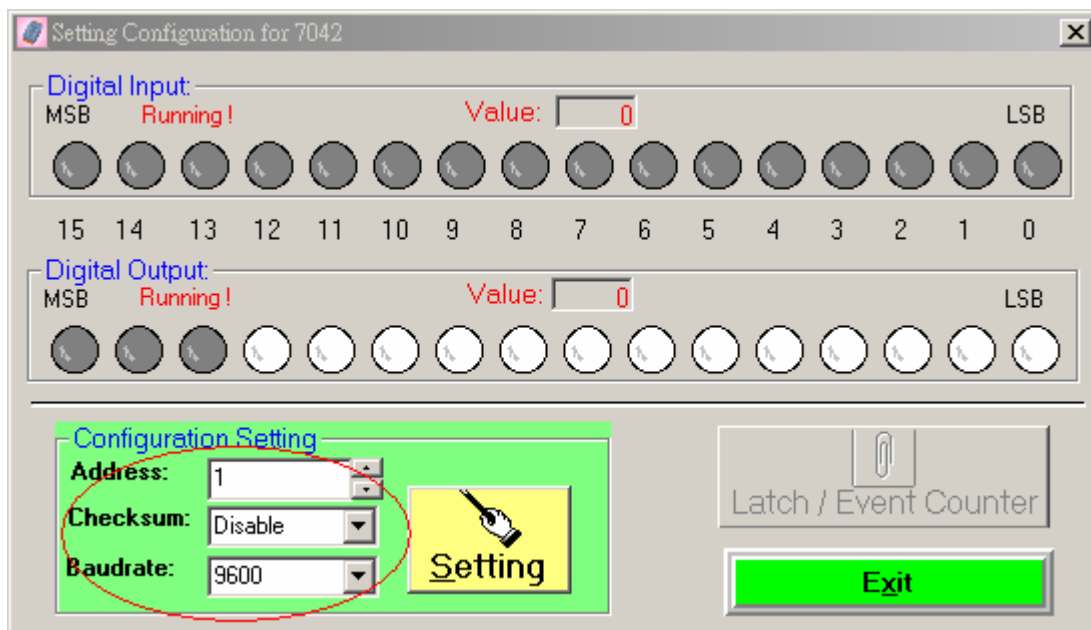 Setting Configuration for 7042
Digital Input:
MSB Running ! Value: 0 LSB
15 14 13 12 11 10 9 8 7 6 5 4 3 2 1 0
Digital Output:
MSB Running ! Value: 0 LSB
Configuration Setting
Address: 1
Checksum: Disable
Baudrate: 9600
Setting
Latch / Event Counter
Exit